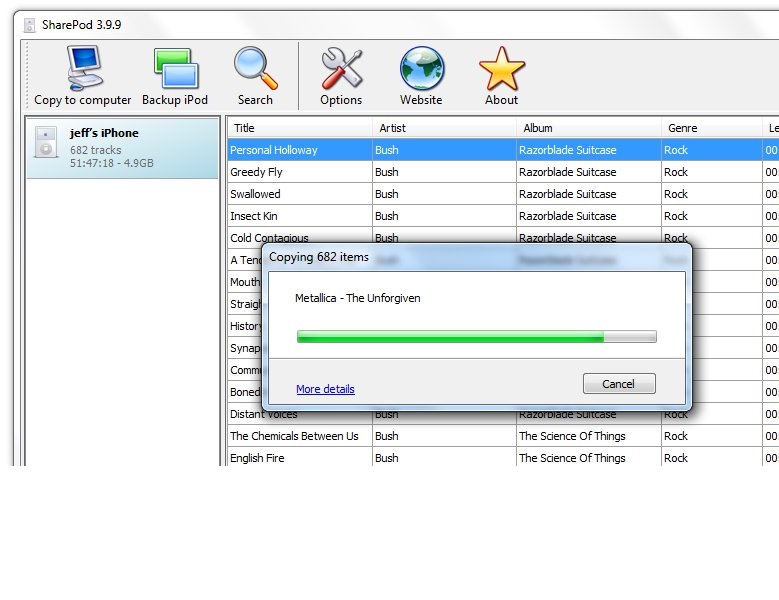 SharePod 3.9.9
Copy to computer Backup iPod Search Options Website About
jeff's iPhone
682 tracks
51:47:18 - 4.9GB
Title Artist Album Genre Le
Personal Holloway Bush Razorblade Suitcase Rock 00
Greedy Fly Bush Razorblade Suitcase Rock 00
Swallowed Bush Razorblade Suitcase Rock 00
Insect Kin Bush Razorblade Suitcase Rock 00
Cold Contagious Bush Razorblade Suitcase Rock 00
A Tend 00
Mouth 00
Straigh 00
History 00
Synap 00
Commu 00
Boned 00
Distant Voices Bush Razorblade Suitcase Rock 00
The Chemicals Between Us Bush The Science Of Things Rock 00
English Fire Bush The Science Of Things Rock 00
Copying 682 items
Metallica - The Unforgiven
More details Cancel